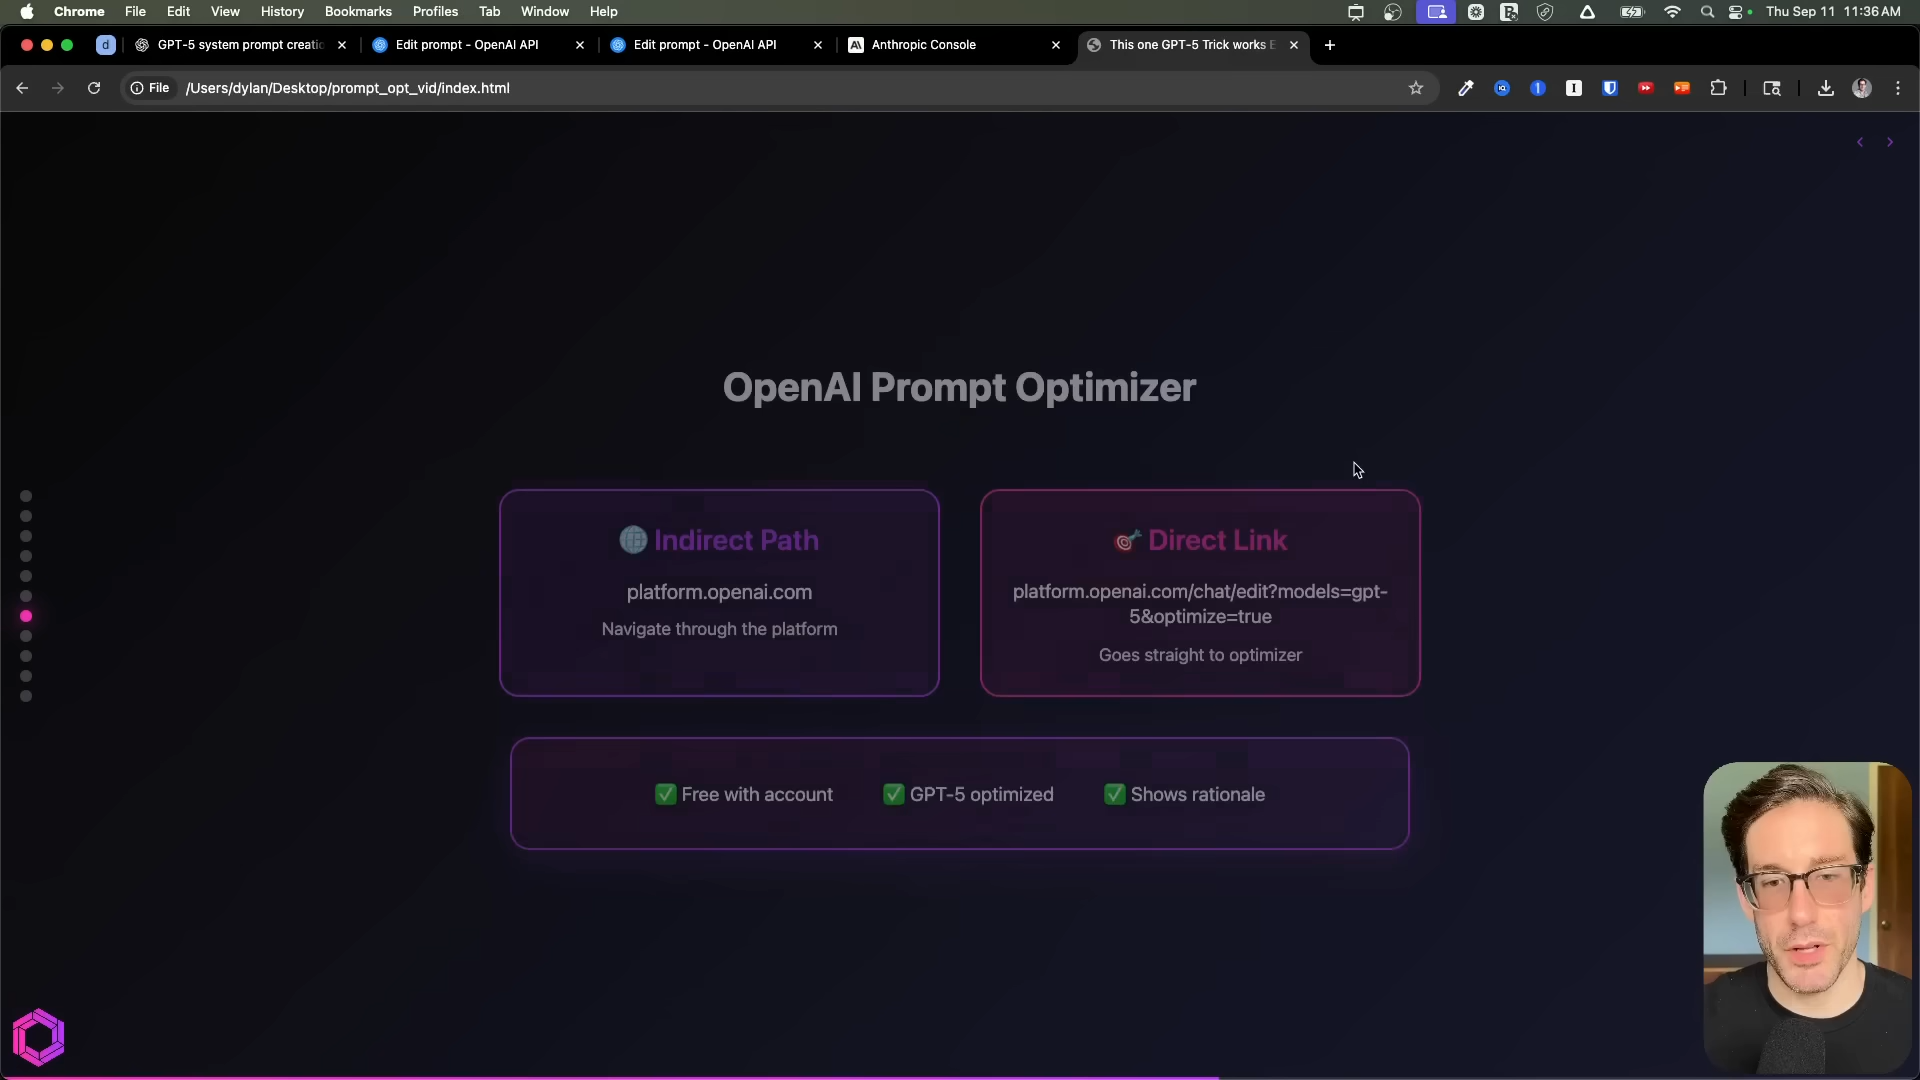 Chrome File Edit View History Bookmarks Profiles Tab Window Help
Thu Sep 11 11:36 AM
d
GPT-5 system prompt creatio
Edit prompt - OpenAI API
Edit prompt - OpenAI API
Anthropic Console
This one GPT-5 Trick works E
File
/Users/dylan/Desktop/prompt_opt_vid/index.html
OpenAI Prompt Optimizer
🌐 Indirect Path
platform.openai.com
Navigate through the platform
🎯 Direct Link
platform.openai.com/chat/edit?models=gpt-
5&optimize=true
Goes straight to optimizer
✅ Free with account
✅ GPT-5 optimized
✅ Shows rationale